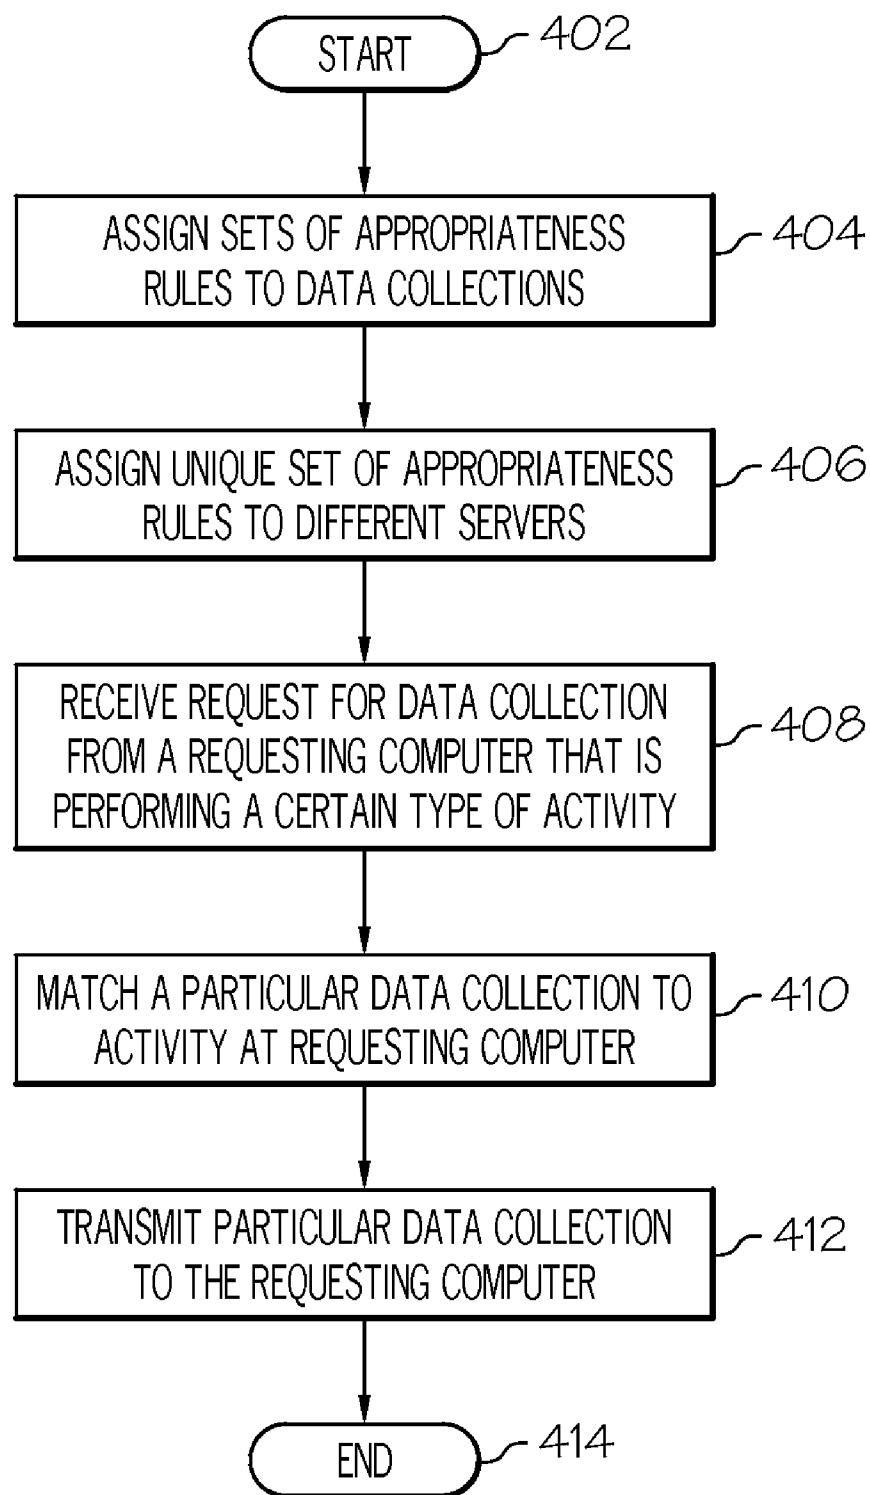 START
402
ASSIGN SETS OF APPROPRIATENESS
RULES TO DATA COLLECTIONS
404
ASSIGN UNIQUE SET OF APPROPRIATENESS
RULES TO DIFFERENT SERVERS
406
RECEIVE REQUEST FOR DATA COLLECTION
FROM A REQUESTING COMPUTER THAT IS
PERFORMING A CERTAIN TYPE OF ACTIVITY
408
MATCH A PARTICULAR DATA COLLECTION TO
ACTIVITY AT REQUESTING COMPUTER
410
TRANSMIT PARTICULAR DATA COLLECTION
TO THE REQUESTING COMPUTER
412
END
414